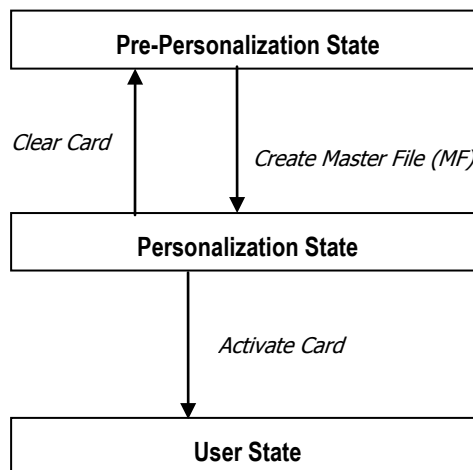 Pre-Personalization State
Clear Card
Create Master File (MF)
Personalization State
Activate Card
User State